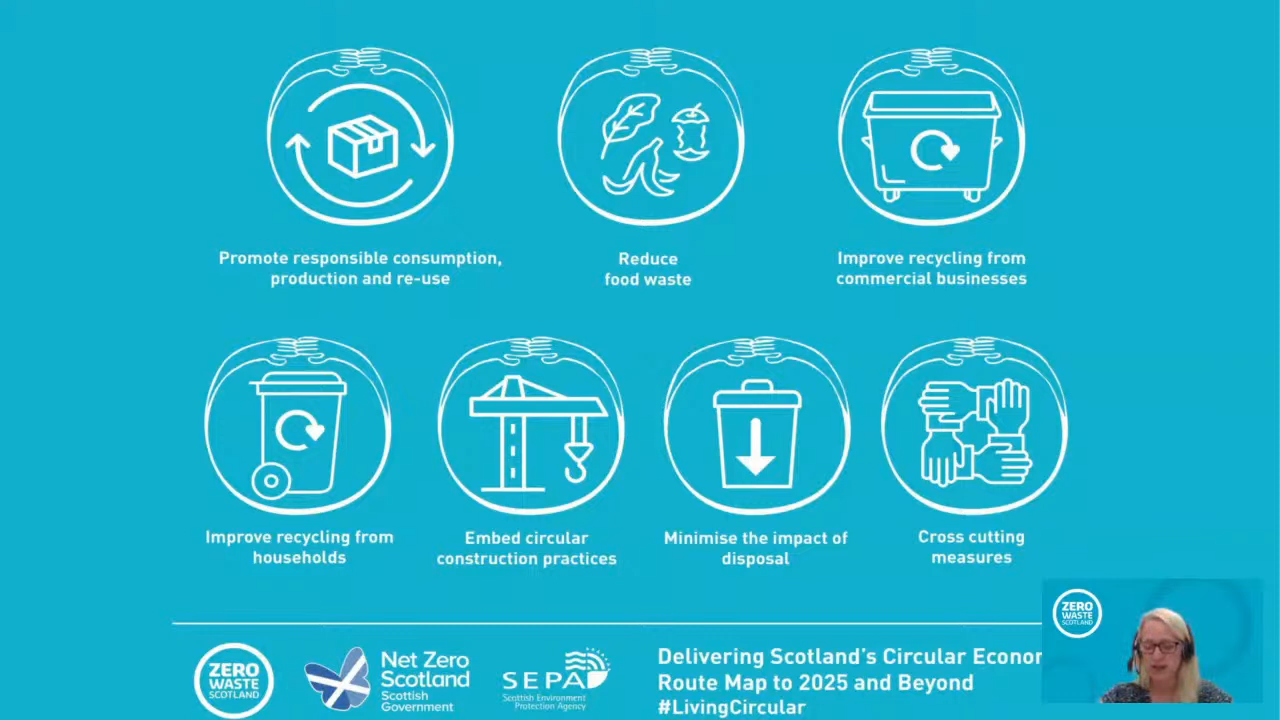 Promote responsible consumption,
production and re-use
Reduce
food waste
Improve recycling from
commercial businesses
Improve recycling from
households
Embed circular
construction practices
Minimise the impact of
disposal
Cross cutting
measures
ZERO
WASTE
SCOTLAND
Net Zero
Scotland
Scottish
Government
SEPA
Scottish Environment
Protection Agency
Delivering Scotland's Circular Econo
Route Map to 2025 and Beyond
#LivingCircular
ZERO
WASTE
SCOTLAND